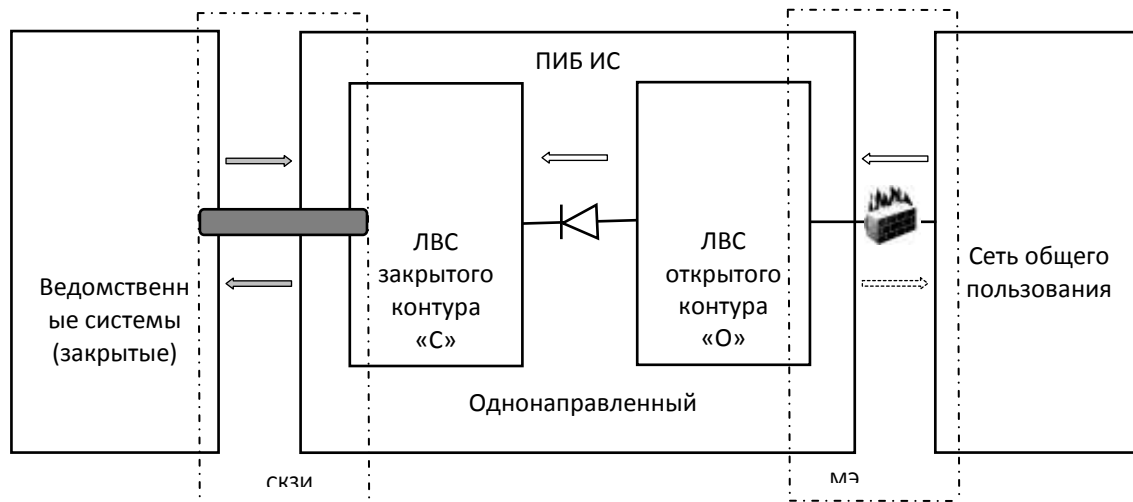 ПИБ ИС
ЛВС
закрытого
контура
«С»
ЛВС
открытого
контура
«О»
Ведомственн
ые системы
(закрытые)
Сеть общего
пользования
Однонаправленный
СКЗИ
МЭ